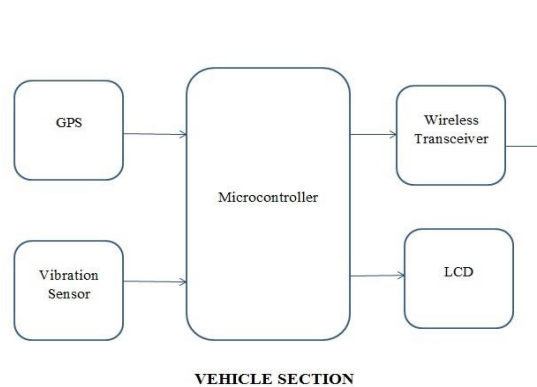 GPS
Microcontroller
Wireless
Transceiver
Vibration
Sensor
LCD
VEHICLE SECTION